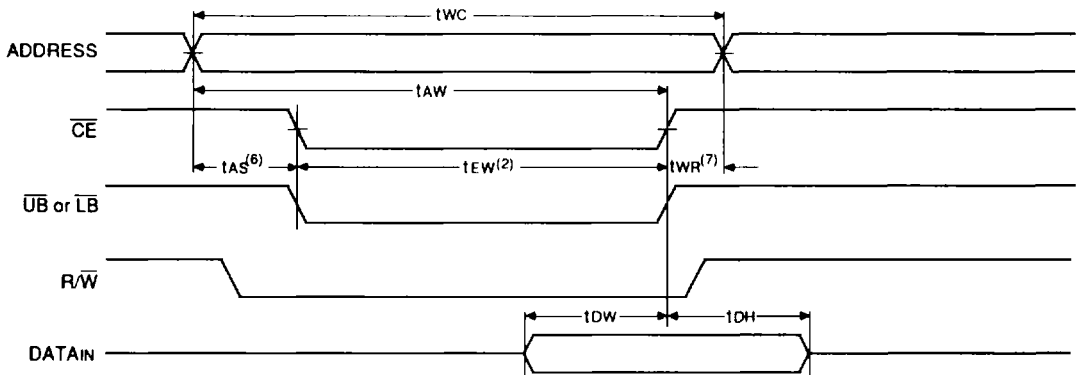 tWC
ADDRESS
tAW
CE
tAS(6)
tEW(2)
tWR(7)
UB or LB
R/W
tDW
tDH
DATAIN